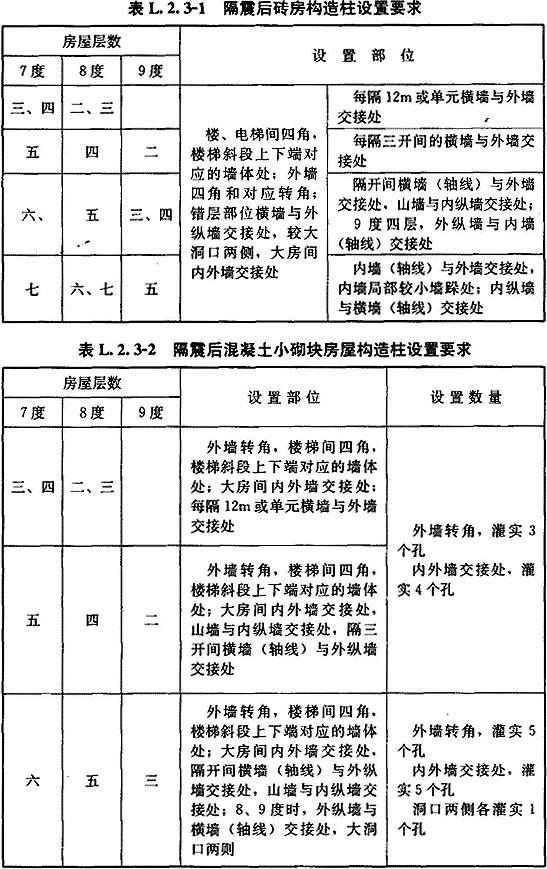 表 L.2.3-1 隔震后砖房构造柱设置要求
房屋层数
设 置 部 位
7度 8度 9度
三、四 二、三
楼、电梯间四角，
楼梯斜段上下端对
应的墙体处；外墙
四角和对应转角；
错层部位横墙与外
纵墙交接处，较大
洞口两侧，大房间
内外墙交接处
每隔12m或单元横墙与外墙
交接处
五 四 二
每隔三开间的横墙与外墙交
接处
六、 五 三、四
隔开间横墙（轴线）与外墙
交接处，山墙与内纵墙交接处；
9度四层，外纵墙与内墙
（轴线）交接处
七 六、七 五
内墙（轴线）与外墙交接处，
内墙局部较小墙跺处；内纵墙
与横墙（轴线）交接处
表 L.2.3-2 隔震后混凝土小砌块房屋构造柱设置要求
房屋层数
设置部位
设置数量
7度 8度 9度
三、四 二、三
外墙转角，楼梯间四角，
楼梯斜段上下端对应的墙体
处；大房间内外墙交接处；
每隔12m或单元横墙与外墙
交接处
外墙转角，灌实3
个孔
内外墙交接处，灌
实4个孔
五 四 二
外墙转角，楼梯间四角，
楼梯斜段上下端对应的墙体
处；大房间内外墙交接处，
山墙与内纵墙交接处，隔三
开间横墙（轴线）与外纵墙
交接处
六 五 三
外墙转角，楼梯间四角，
楼梯斜段上下端对应的墙体
处；大房间内外墙交接处，
隔开间横墙（轴线）与外纵
墙交接处，山墙与内纵墙交
接处；8、9度时，外纵墙与
横墙（轴线）交接处，大洞
口两则
外墙转角，灌实5
个孔
内外墙交接处，灌
实5个孔
洞口两侧各灌实1
个孔